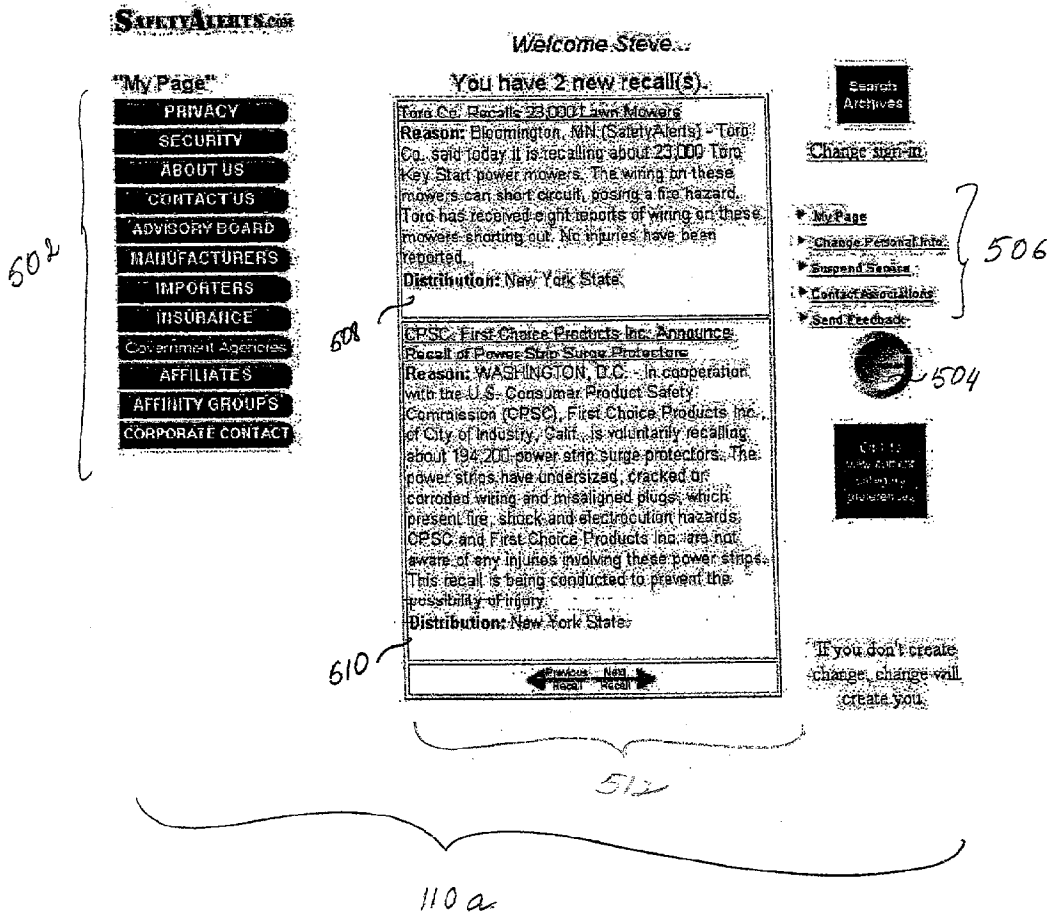 SAFETYALERTS.COM
Welcome Steve...
"My Page"
You have 2 new recall(s).
PRIVACY
SECURITY
ABOUT US
CONTACT US
ADVISORY BOARD
MANUFACTURERS
IMPORTERS
INSURANCE
Government Agencies
AFFILIATES
AFFINITY GROUPS
CORPORATE CONTACT
502
Toro Co. Recalls 23,000 Lawn Mowers
Reason: Bloomington, MN (SafetyAlerts) - Toro
Co. said today it is recalling about 23,000 Toro
Key Start power mowers. The wiring on these
mowers can short circuit, posing a fire hazard.
Toro has received eight reports of wiring on these
mowers shorting out. No injuries have been
reported.
Distribution: New York State.
508
CPSC, First Choice Products Inc. Announce
Recall of Power Strip Surge Protectors
Reason: WASHINGTON, D.C. - In cooperation
with the U.S. Consumer Product Safety
Commission (CPSC), First Choice Products Inc.,
of City of Industry, Calif., is voluntarily recalling
about 194,200 power strip surge protectors. The
power strips have undersized, cracked or
corroded wiring and misaligned plugs, which
present fire, shock and electrocution hazards.
CPSC and First Choice Products Inc. are not
aware of any injuries involving these power strips.
This recall is being conducted to prevent the
possibility of injury.
Distribution: New York State.
510
Previous Next
Recall Recall
512
Search
Archives
Change sign-in
My Page
Change Personal Info.
Suspend Service
Contact Associations
Send Feedback
506
504
Click to
view current
category
preferences
If you don't create
change, change will
create you.
110a